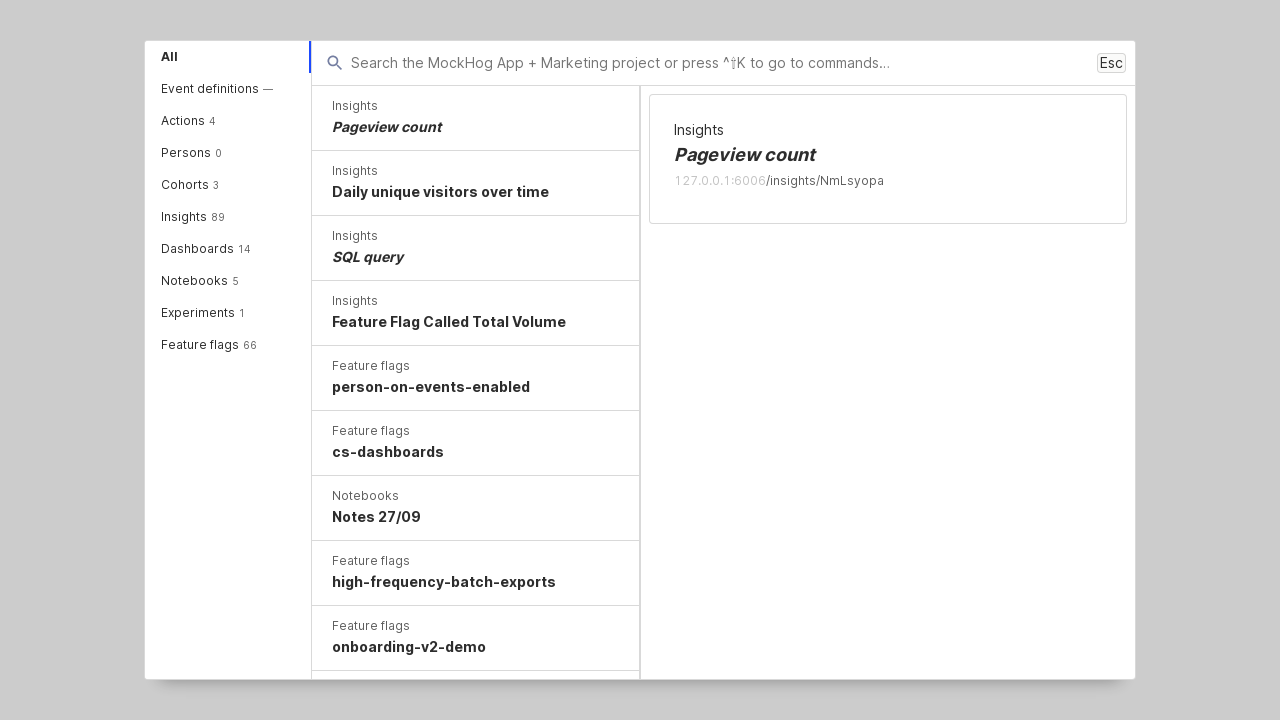 All
Event definitions —
Actions 4
Persons 0
Cohorts 3
Insights 89
Dashboards 14
Notebooks 5
Experiments 1
Feature flags 66
Search the MockHog App + Marketing project or press ^⇧K to go to commands…
Esc
Insights
Pageview count
Insights
Daily unique visitors over time
Insights
SQL query
Insights
Feature Flag Called Total Volume
Feature flags
person-on-events-enabled
Feature flags
cs-dashboards
Notebooks
Notes 27/09
Feature flags
high-frequency-batch-exports
Feature flags
onboarding-v2-demo
Insights
Pageview count
127.0.0.1:6006/insights/NmLsyopa